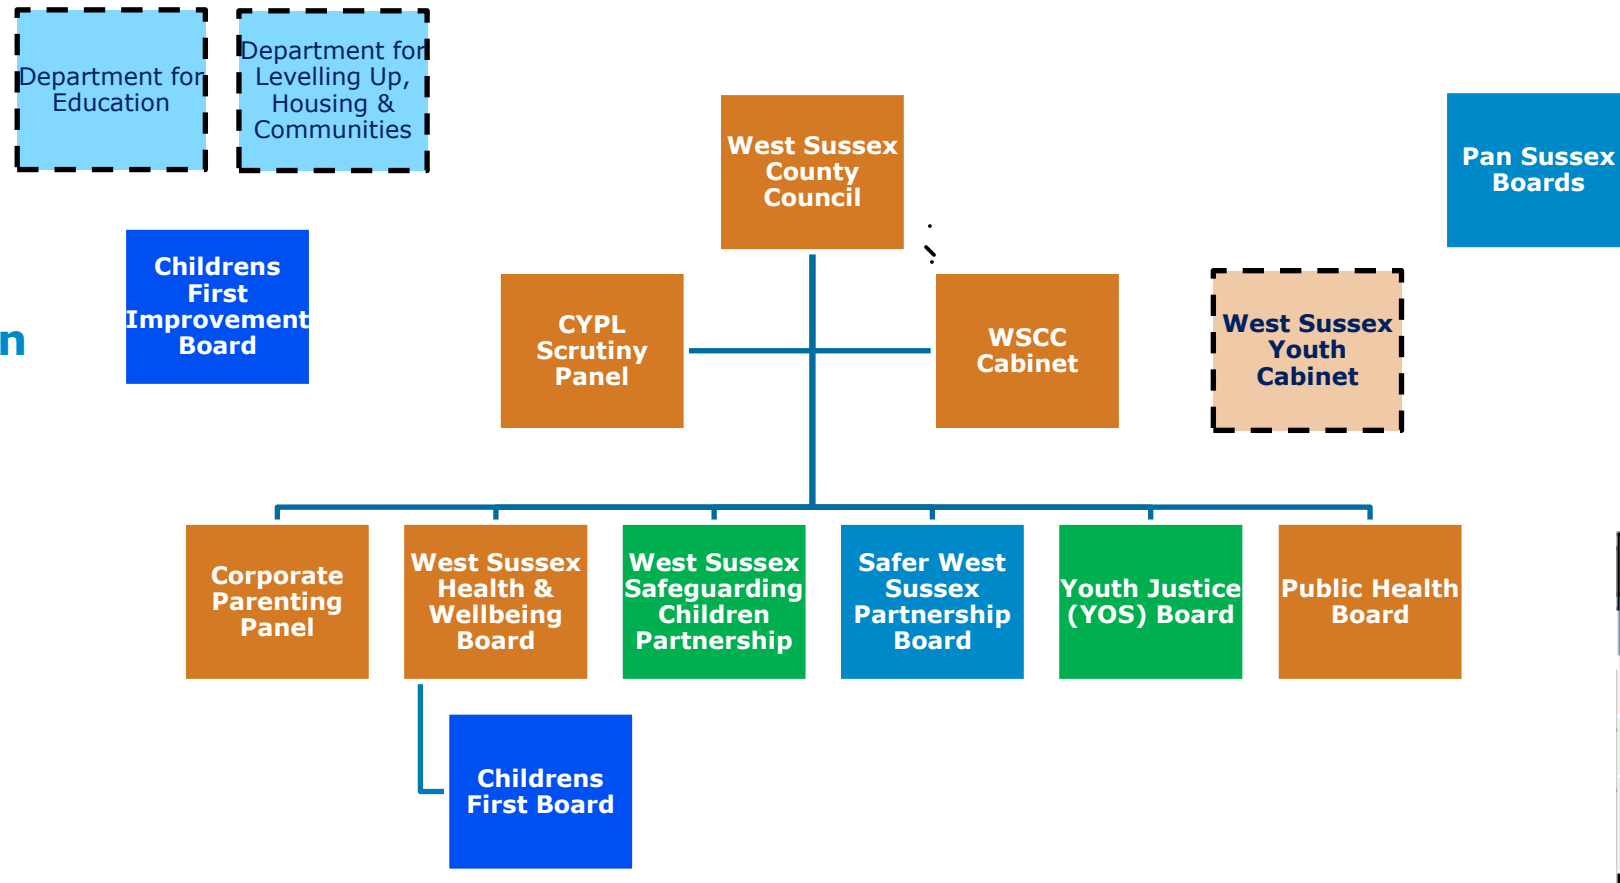 Department for
Education
Department for
Levelling Up,
Housing &
Communities
West Sussex
County
Council
Pan Sussex
Boards
Childrens
First
Improvement
Board
n
CYPL
Scrutiny
Panel
WSCC
Cabinet
West Sussex
Youth
Cabinet
Corporate
Parenting
Panel
West Sussex
Health &
Wellbeing
Board
West Sussex
Safeguarding
Children
Partnership
Safer West
Sussex
Partnership
Board
Youth Justice
(YOS) Board
Public Health
Board
Childrens
First Board